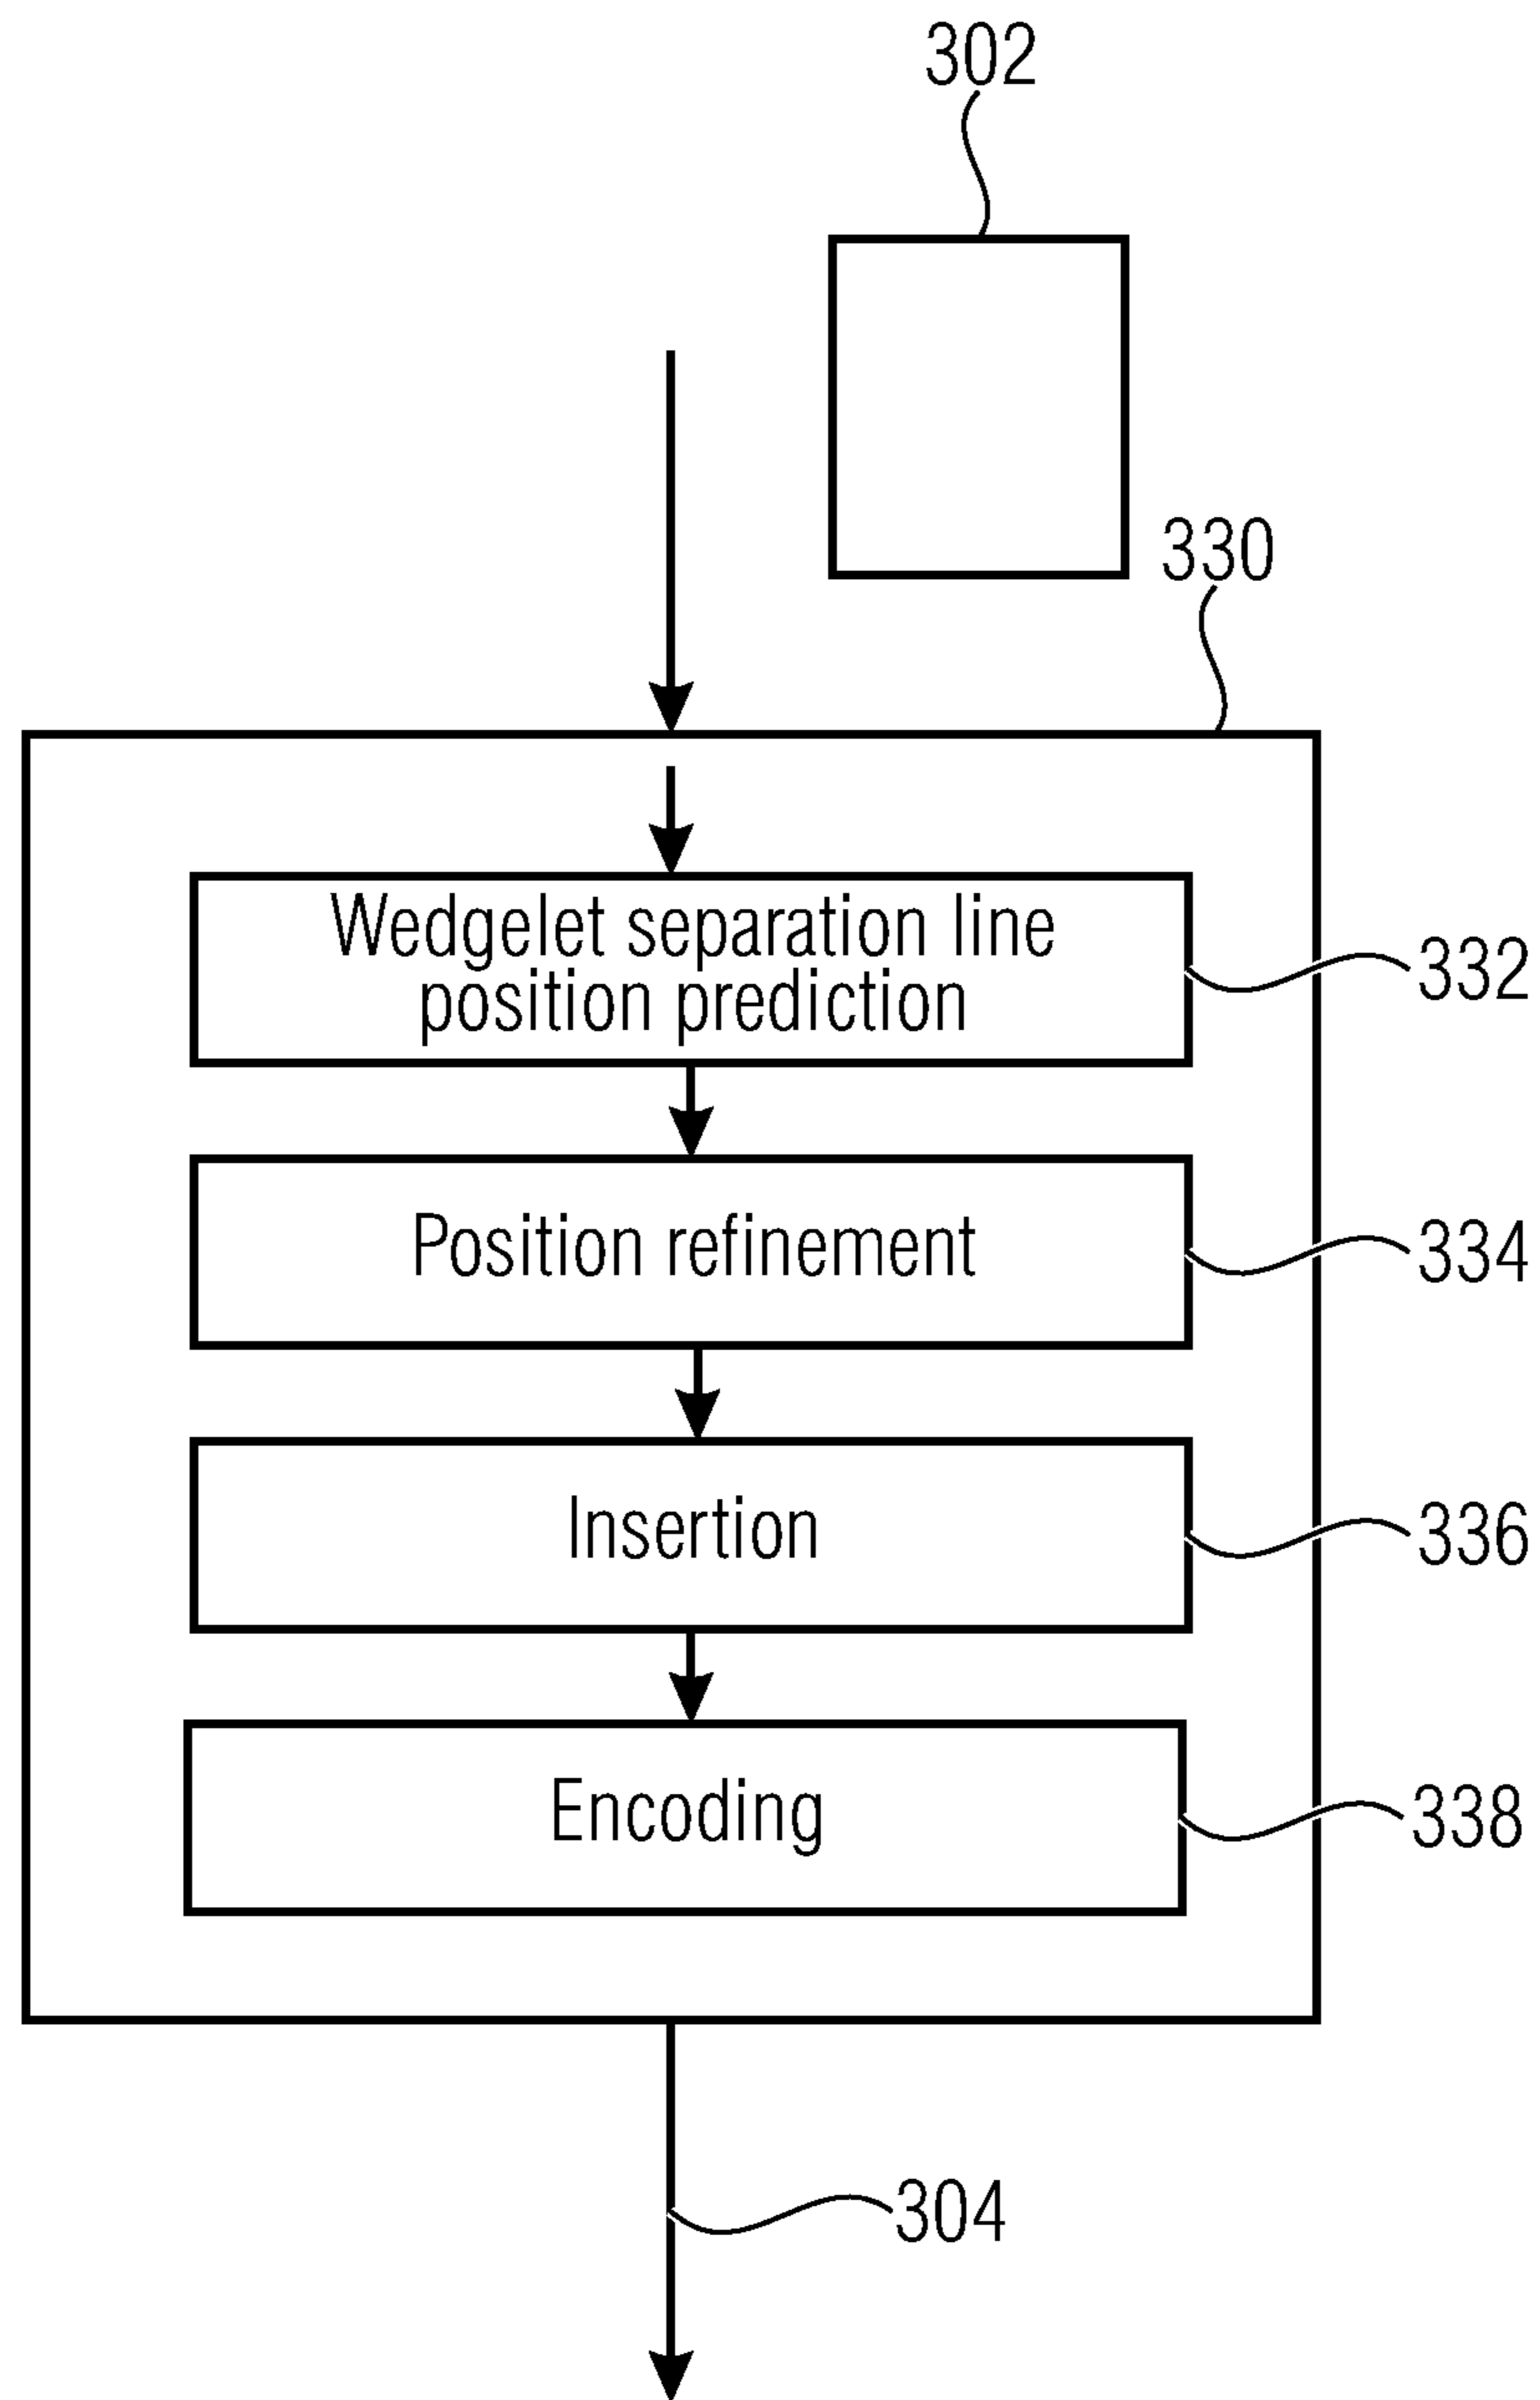 302
330
Wedgelet separation line
position prediction
332
Position refinement
334
Insertion
336
Encoding
338
304